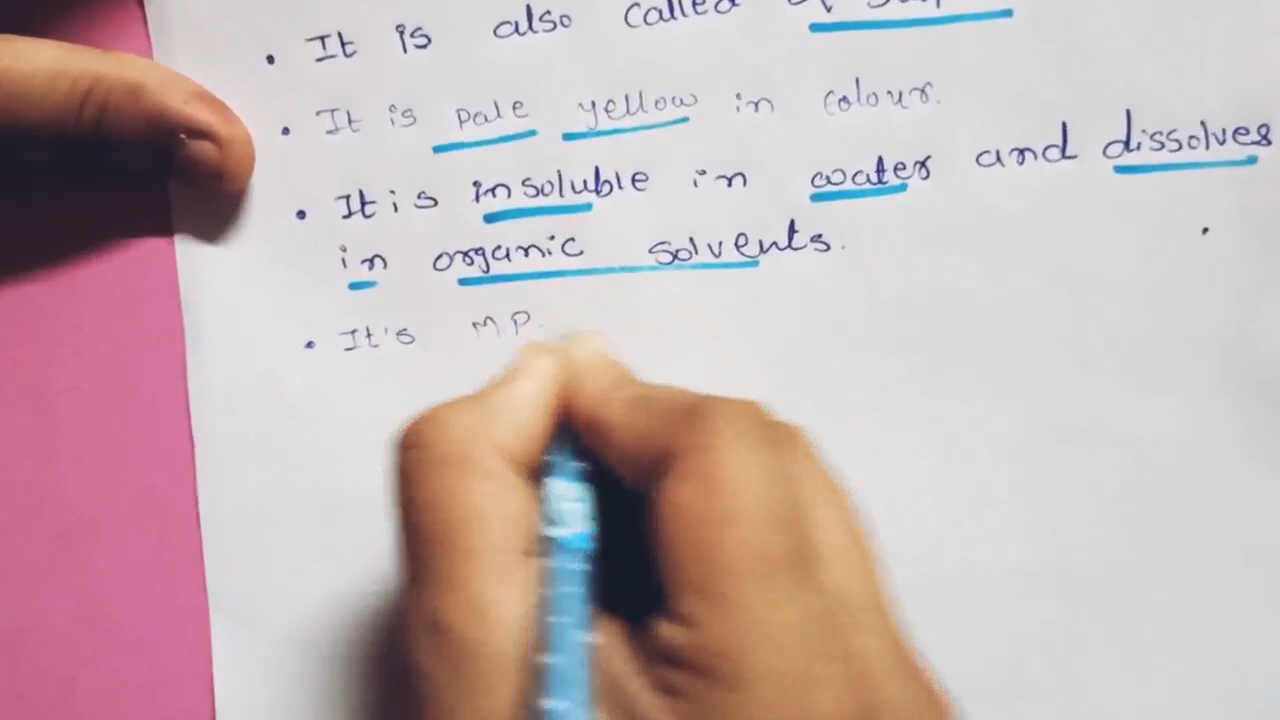 • It is also called
• It is pale yellow in colour.
• It is insoluble in water and dissolves
in organic solvents.
• It's M.P.